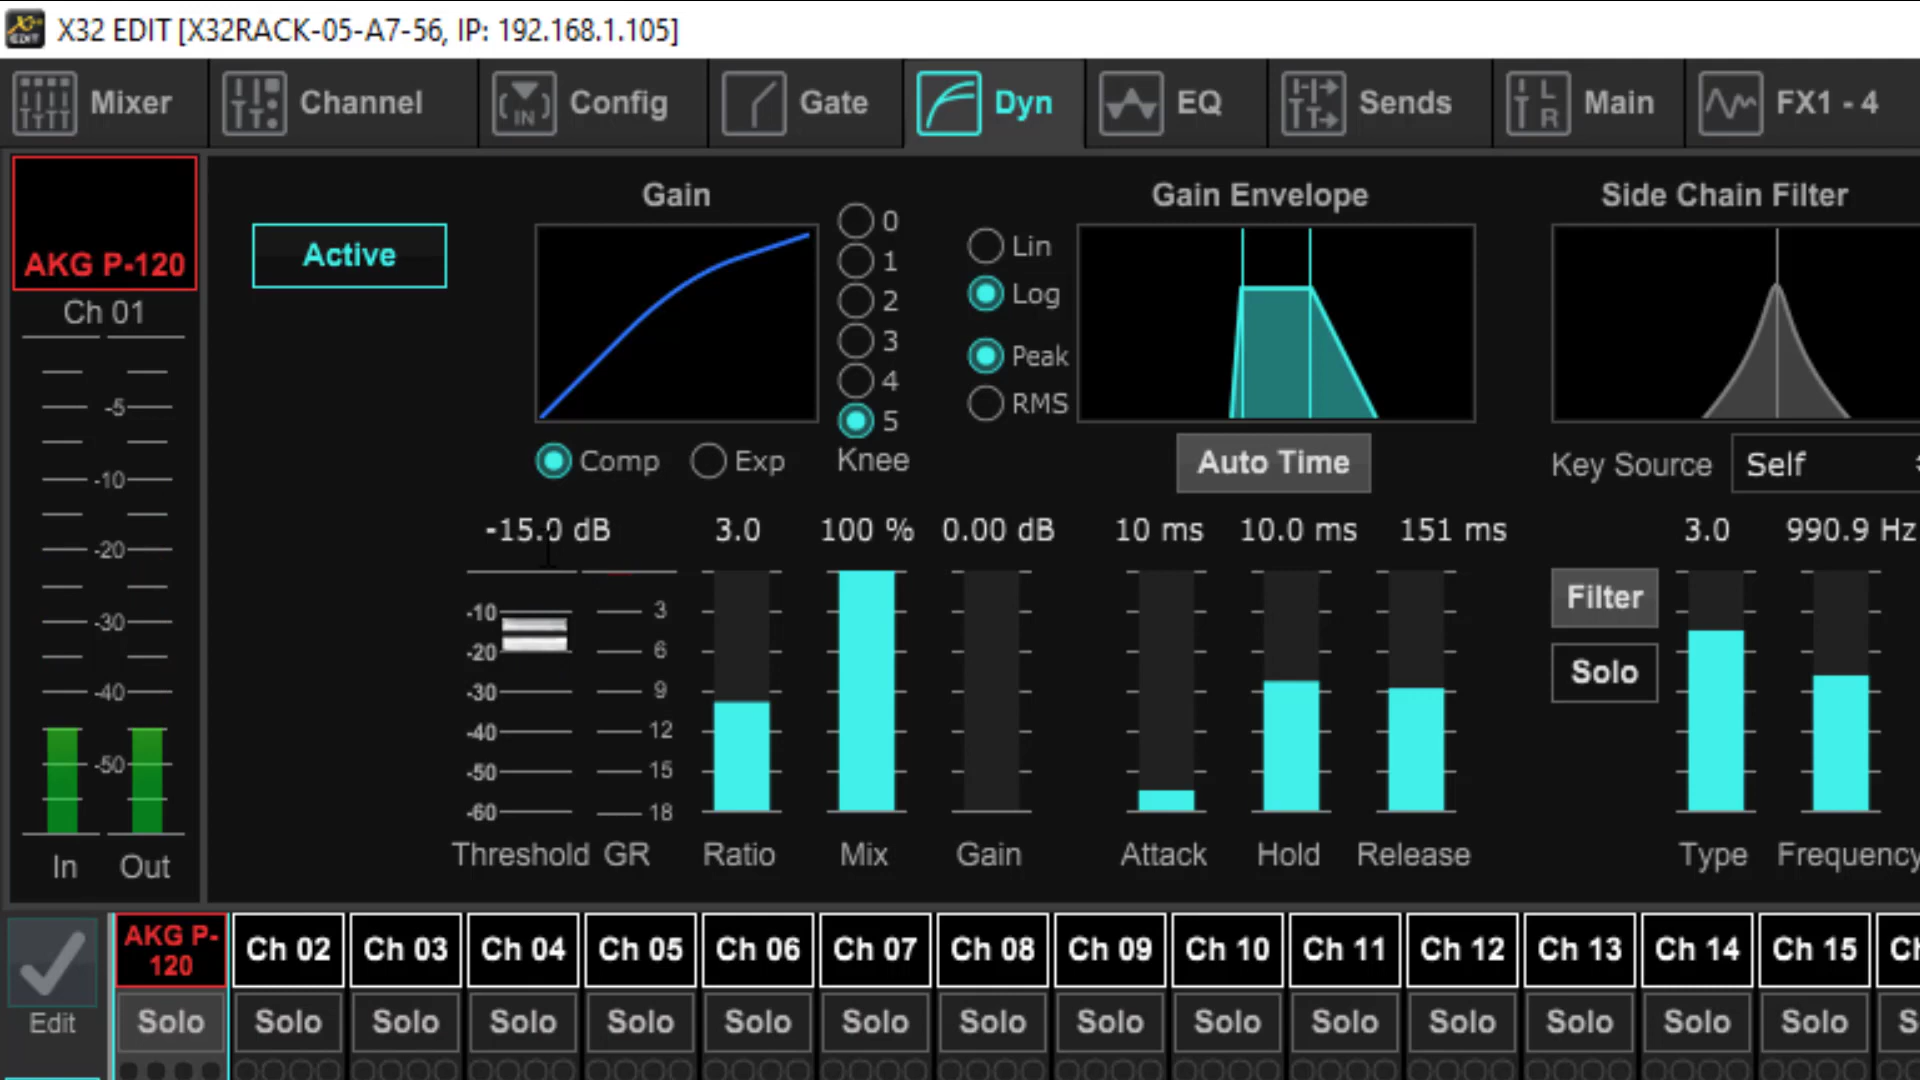 X32 EDIT [X32RACK-05-A7-56, IP: 192.168.1.105]
Mixer Channel Config Gate Dyn EQ Sends Main FX1 - 4
IN
L
R
AKG P-120
Ch 01
-5
-10
-20
-30
-40
-50
In Out
Active
Gain
0
1
2
3
4
5
Knee
Comp Exp
Lin
Log
Peak
RMS
Gain Envelope
Auto Time
Side Chain Filter
Key Source Self
-15.0 dB 3.0 100 % 0.00 dB 10 ms 10.0 ms 151 ms 3.0 990.9 Hz
-10 3
-20 6
-30 9
-40 12
-50 15
-60 18
Filter
Solo
Threshold GR Ratio Mix Gain Attack Hold Release Type Frequency
Edit
AKG P-
120
Ch 02 Ch 03 Ch 04 Ch 05 Ch 06 Ch 07 Ch 08 Ch 09 Ch 10 Ch 11 Ch 12 Ch 13 Ch 14 Ch 15
Solo Solo Solo Solo Solo Solo Solo Solo Solo Solo Solo Solo Solo Solo Solo S